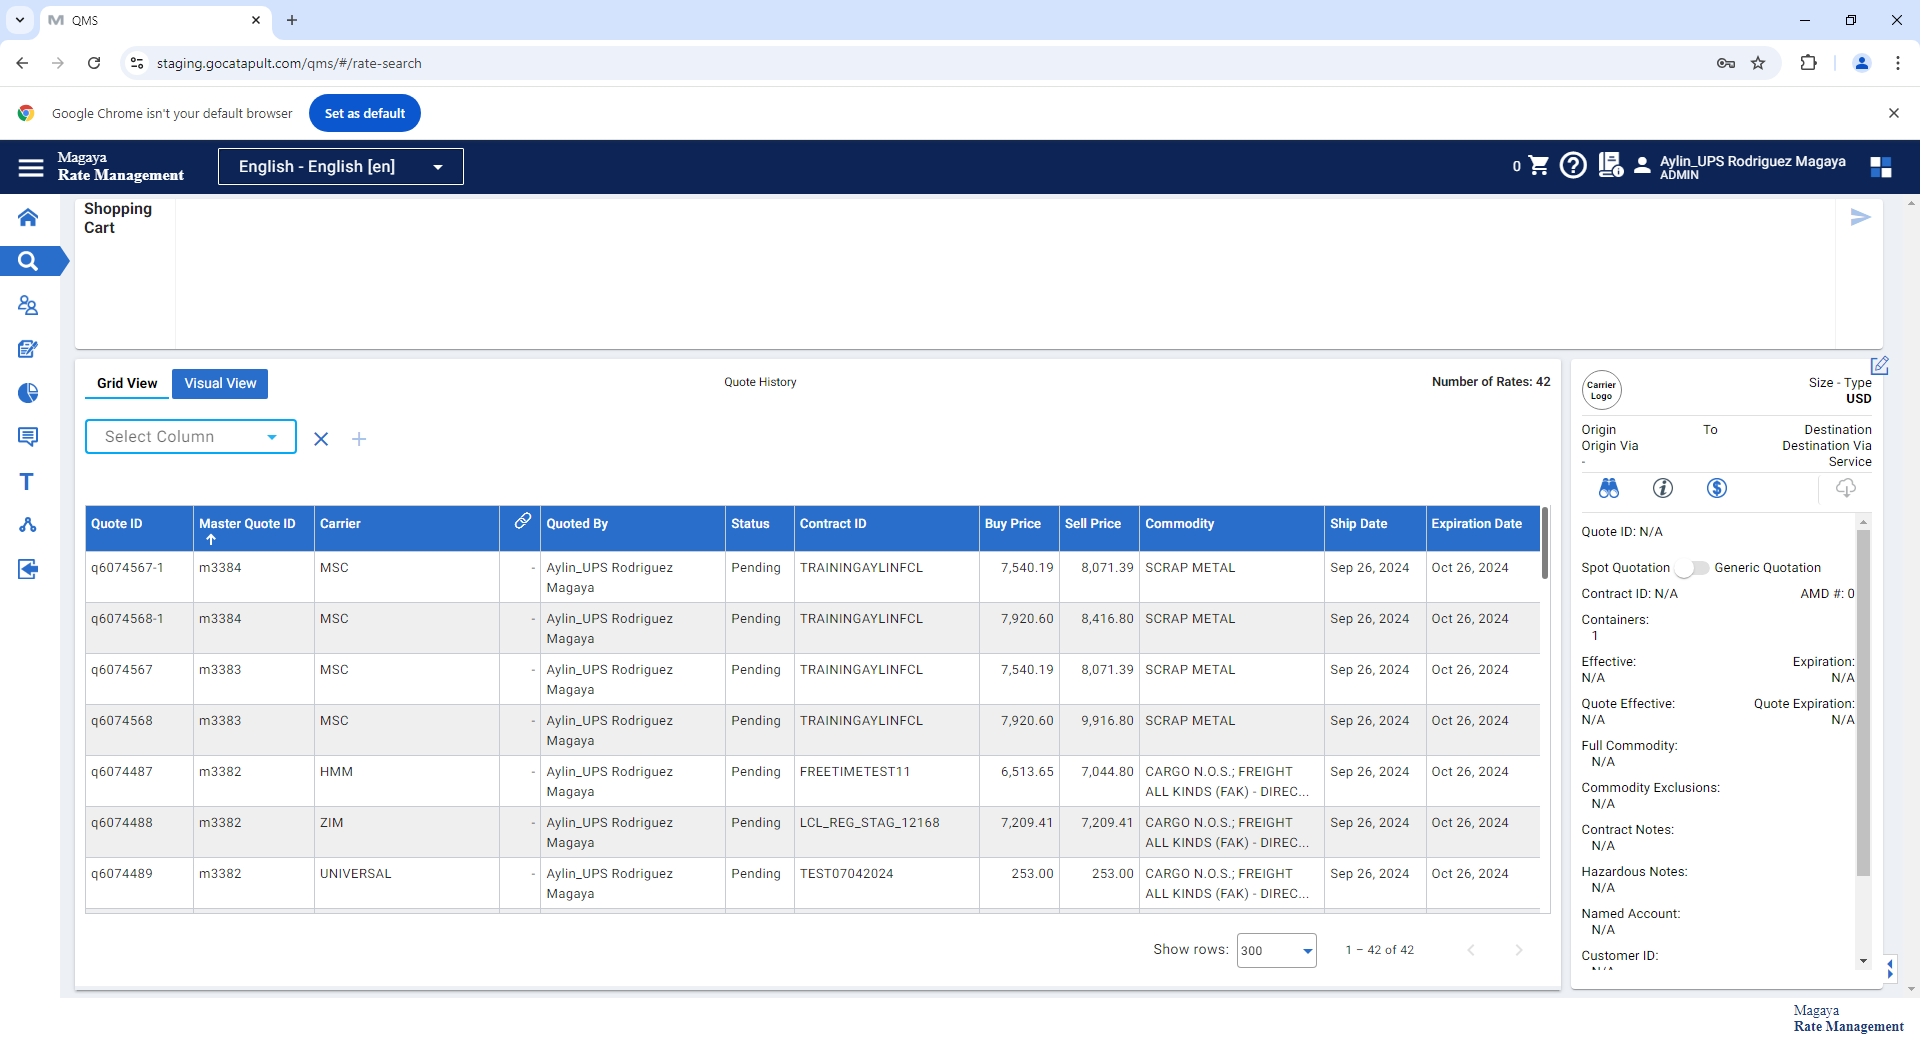 QMS
staging.gocatapult.com/qms/#/rate-search
Google Chrome isn't your default browser
Set as default
Magaya
Rate Management
English - English [en]
0
Aylin_UPS Rodriguez Magaya
ADMIN
Shopping
Cart
Grid View
Visual View
Quote History
Number of Rates: 42
Select Column
Quote ID Master Quote ID Carrier Quoted By Status Contract ID Buy Price Sell Price Commodity Ship Date Expiration Date
q6074567-1 m3384 MSC - Aylin_UPS Rodriguez Pending TRAININGAYLINFCL 7,540.19 8,071.39 SCRAP METAL Sep 26, 2024 Oct 26, 2024
Magaya
q6074568-1 m3384 MSC - Aylin_UPS Rodriguez Pending TRAININGAYLINFCL 7,920.60 8,416.80 SCRAP METAL Sep 26, 2024 Oct 26, 2024
Magaya
q6074567 m3383 MSC - Aylin_UPS Rodriguez Pending TRAININGAYLINFCL 7,540.19 8,071.39 SCRAP METAL Sep 26, 2024 Oct 26, 2024
Magaya
q6074568 m3383 MSC - Aylin_UPS Rodriguez Pending TRAININGAYLINFCL 7,920.60 9,916.80 SCRAP METAL Sep 26, 2024 Oct 26, 2024
Magaya
q6074487 m3382 HMM - Aylin_UPS Rodriguez Pending FREETIMETEST11 6,513.65 7,044.80 CARGO N.O.S.; FREIGHT Sep 26, 2024 Oct 26, 2024
Magaya ALL KINDS (FAK) - DIREC...
q6074488 m3382 ZIM - Aylin_UPS Rodriguez Pending LCL_REG_STAG_12168 7,209.41 7,209.41 CARGO N.O.S.; FREIGHT Sep 26, 2024 Oct 26, 2024
Magaya ALL KINDS (FAK) - DIREC...
q6074489 m3382 UNIVERSAL - Aylin_UPS Rodriguez Pending TEST07042024 253.00 253.00 CARGO N.O.S.; FREIGHT Sep 26, 2024 Oct 26, 2024
Magaya ALL KINDS (FAK) - DIREC...
Show rows: 300 1 – 42 of 42
Carrier
Logo
Size - Type
USD
Origin To Destination
Origin Via Destination Via
- Service
Quote ID: N/A
Spot Quotation Generic Quotation
Contract ID: N/A AMD #: 0
Containers:
1
Effective: Expiration:
N/A N/A
Quote Effective: Quote Expiration:
N/A N/A
Full Commodity:
N/A
Commodity Exclusions:
N/A
Contract Notes:
N/A
Hazardous Notes:
N/A
Named Account:
N/A
Customer ID:
N/A
Magaya
Rate Management